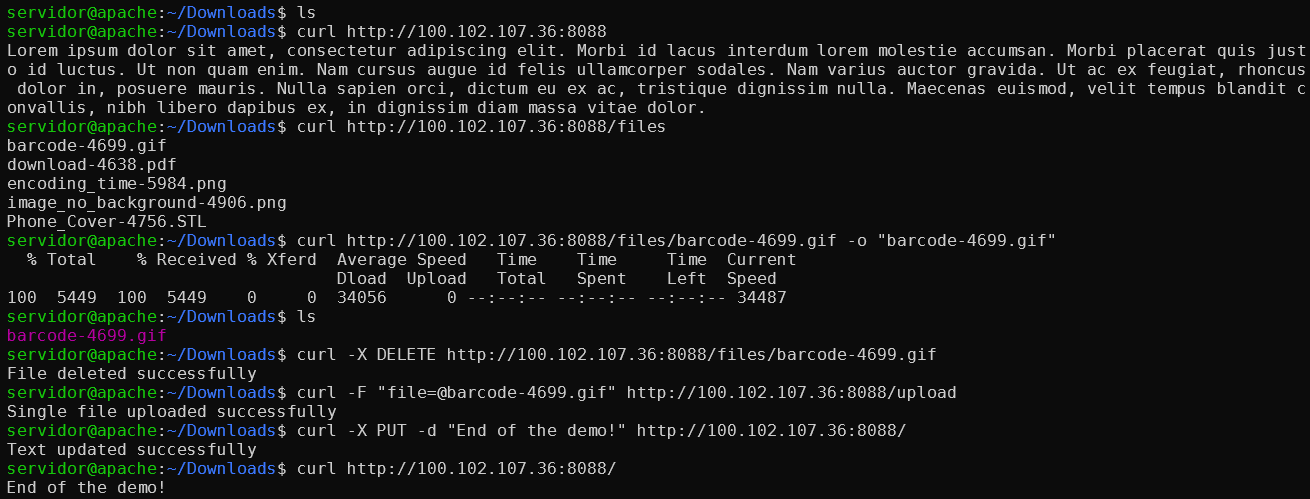 servidor@apache:~/Downloads$ ls
servidor@apache:~/Downloads$ curl http://100.102.107.36:8088
Lorem ipsum dolor sit amet, consectetur adipiscing elit. Morbi id lacus interdum lorem molestie accumsan. Morbi placerat quis just
o id luctus. Ut non quam enim. Nam cursus augue id felis ullamcorper sodales. Nam varius auctor gravida. Ut ac ex feugiat, rhoncus
 dolor in, posuere mauris. Nulla sapien orci, dictum eu ex ac, tristique dignissim nulla. Maecenas euismod, velit tempus blandit c
onvallis, nibh libero dapibus ex, in dignissim diam massa vitae dolor.
servidor@apache:~/Downloads$ curl http://100.102.107.36:8088/files
barcode-4699.gif
download-4638.pdf
encoding_time-5984.png
image_no_background-4906.png
Phone_Cover-4756.STL
servidor@apache:~/Downloads$ curl http://100.102.107.36:8088/files/barcode-4699.gif -o "barcode-4699.gif"
  % Total    % Received % Xferd  Average Speed   Time    Time     Time  Current
                                 Dload  Upload   Total   Spent    Left  Speed
100  5449  100  5449    0     0  34056      0 --:--:-- --:--:-- --:--:-- 34487
servidor@apache:~/Downloads$ ls
barcode-4699.gif
servidor@apache:~/Downloads$ curl -X DELETE http://100.102.107.36:8088/files/barcode-4699.gif
File deleted successfully
servidor@apache:~/Downloads$ curl -F "file=@barcode-4699.gif" http://100.102.107.36:8088/upload
Single file uploaded successfully
servidor@apache:~/Downloads$ curl -X PUT -d "End of the demo!" http://100.102.107.36:8088/
Text updated successfully
servidor@apache:~/Downloads$ curl http://100.102.107.36:8088/
End of the demo!